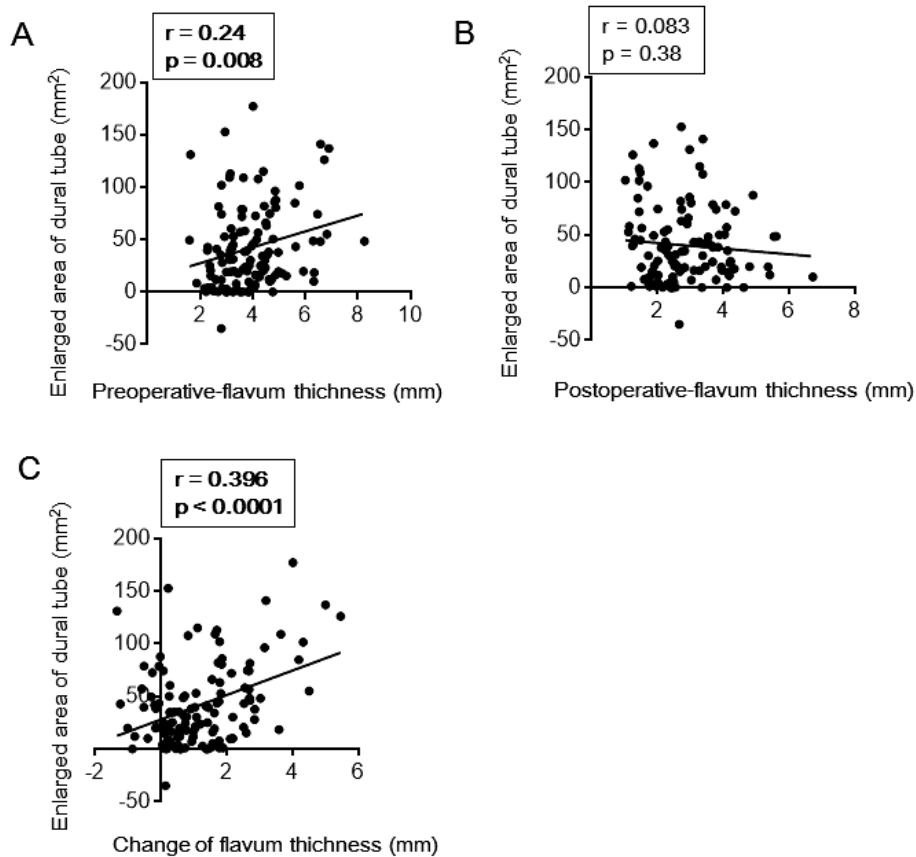 A
r = 0.24
p = 0.008
Enlarged area of dural tube (mm²)
200
150
100
50
0
-50
2
4
6
8
10
Preoperative-flavum thichness (mm)
B
r = 0.083
p = 0.38
Enlarged area of dural tube (mm²)
200
150
100
50
0
-50
2
4
6
8
Postoperative-flavum thichness (mm)
C
r = 0.396
p < 0.0001
Enlarged area of dural tube (mm²)
200
150
100
50
0
-50
-2
2
4
6
Change of flavum thickness (mm)